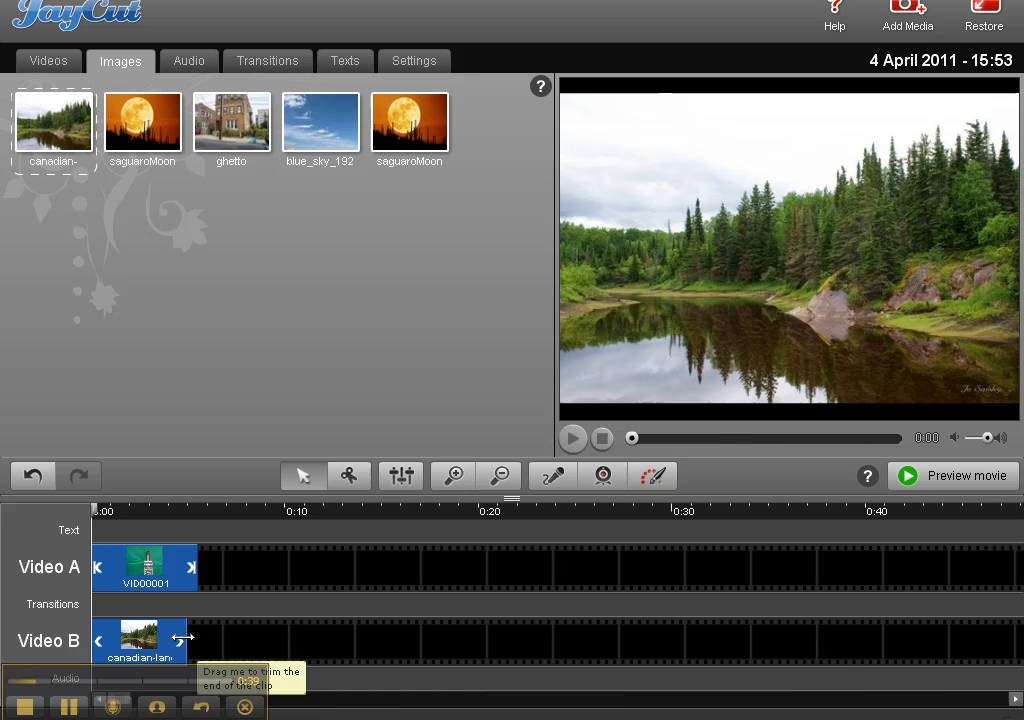 JayCut
Help Add Media Restore
Videos Images Audio Transitions Texts Settings
4 April 2011 - 15:53
?
canadian- saguaroMoon ghetto blue_sky_192 saguaroMoon
0:00
? Preview movie
0:00 0:10 0:20 0:30 0:40
Text
Video A
VID00001
Transitions
Video B
canadian-lan
Audio
0:39
Drag me to trim the
end of the clip